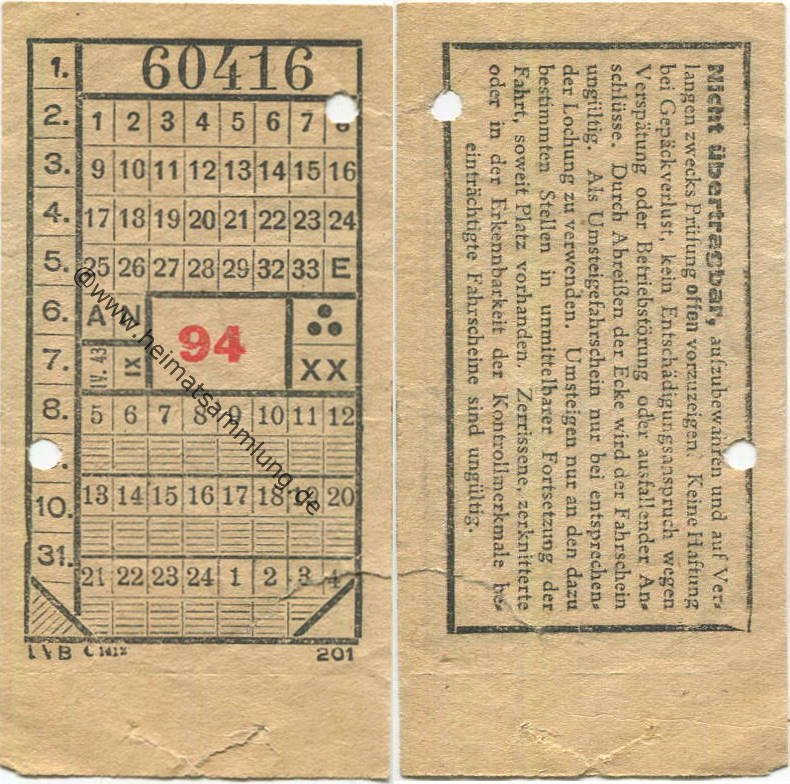 60416
1.
2. 1 2 3 4 5 6 7 8
3. 9 10 11 12 13 14 15 16
4. 17 18 19 20 21 22 23 24
5. 25 26 27 28 29 32 33 E
6. A N
94
7. IV. 43 IX XX
8. 5 6 7 8 9 10 11 12
10. 13 14 15 16 17 18 19 20
31. 21 22 23 24 1 2 3 4
LVB
201
©www.heimatsammlung.de
Nicht übertragbar, aufzubewahren und auf Ver-
langen zwecks Prüfung offen vorzuzeigen. Keine Haftung
bei Gepäckverlust, kein Entschädigungsanspruch wegen
Verspätung oder Betriebstörung oder ausfallender An-
schlüsse. Durch Abreißen der Ecke wird der Fahrschein
ungültig. Als Umsteigefahrschein nur bei entsprechen-
der Lochung zu verwenden. Umsteigen nur an den dazu
bestimmten Stellen in unmittelbarer Fortsetzung der
Fahrt, soweit Platz vorhanden. Zerrissene, zerknitterte
oder in der Erkennbarkeit der Kontrollmerkmale be-
einträchtigte Fahrscheine sind ungültig.